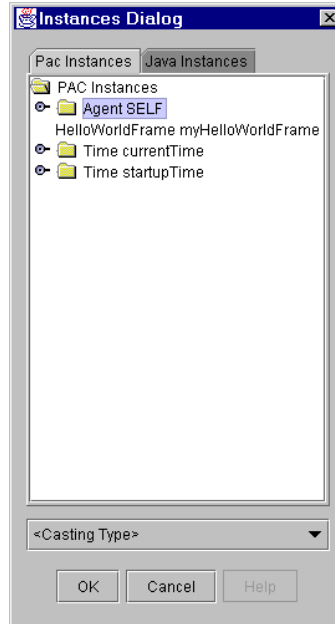 Instances Dialog
Pac Instances Java Instances
PAC Instances
Agent SELF
HelloWorldFrame myHelloWorldFrame
Time currentTime
Time startupTime
<Casting Type>
OK Cancel Help